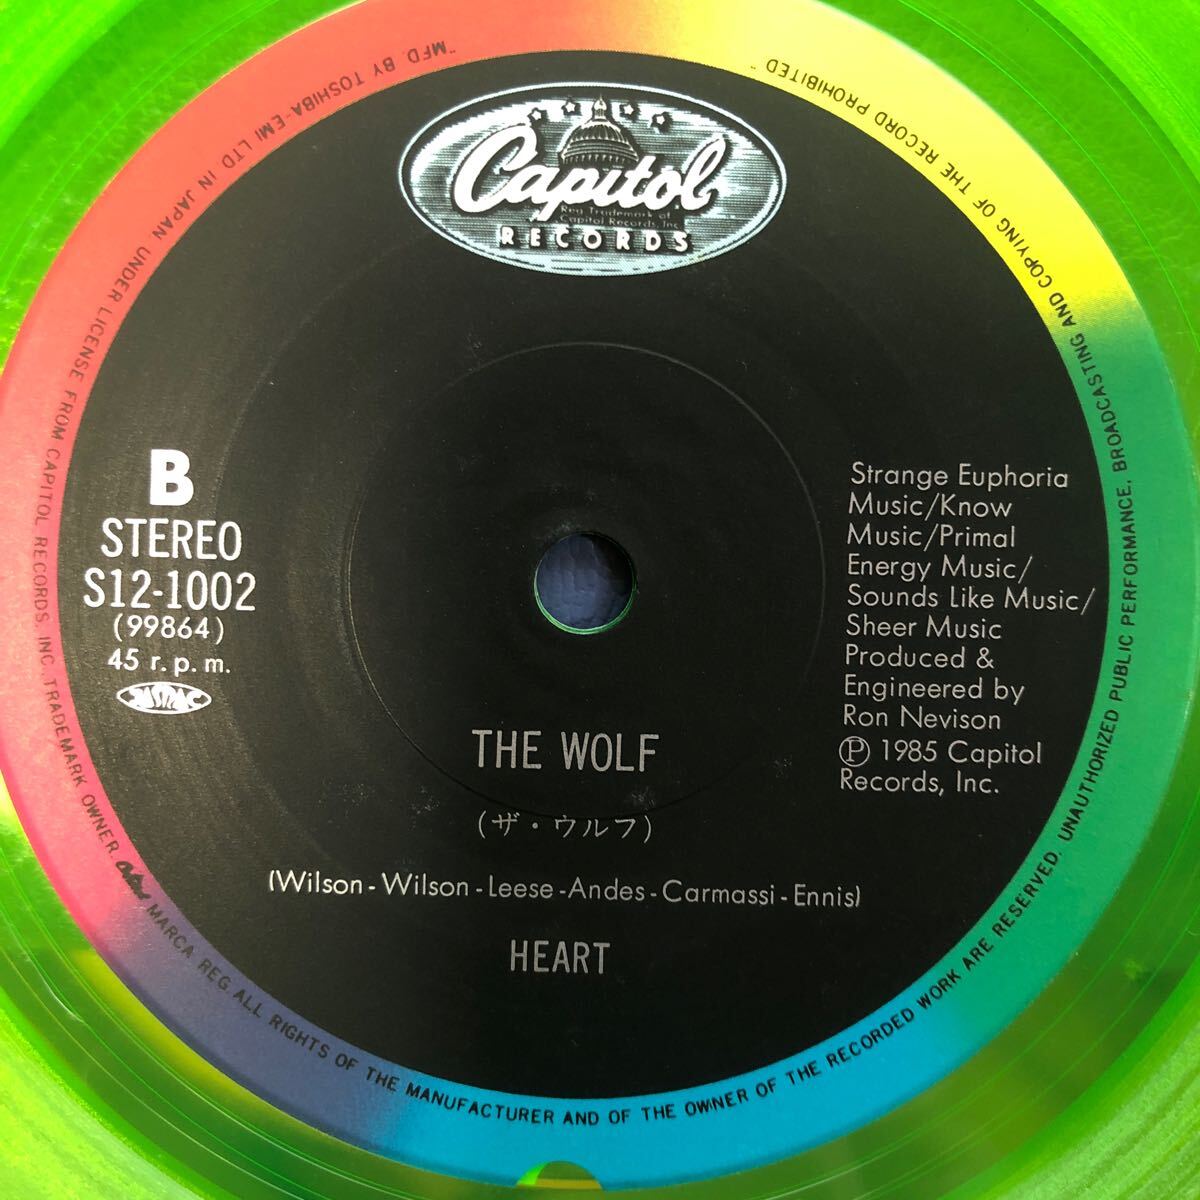 Capitol
Reg. Trademark of
Capitol Records, Inc.
RECORDS
B
STEREO
S12-1002
(99864)
45 r.p.m.
JASRAC
Strange Euphoria
Music/Know
Music/Primal
Energy Music/
Sounds Like Music/
Sheer Music
Produced &
Engineered by
Ron Nevison
Ⓟ 1985 Capitol
Records, Inc.
THE WOLF
(ザ・ウルフ)
(Wilson-Wilson-Leese-Andes-Carmassi-Ennis)
HEART
"MFD. BY TOSHIBA-EMI LTD IN JAPAN UNDER LICENSE FROM CAPITOL RECORDS, INC., TRADEMARK OWNER. Capitol MARCA REG. ALL RIGHTS OF THE MANUFACTURER AND OF THE OWNER OF THE RECORDED WORK ARE RESERVED. UNAUTHORIZED PUBLIC PERFORMANCE, BROADCASTING AND COPYING OF THE RECORD PROHIBITED"